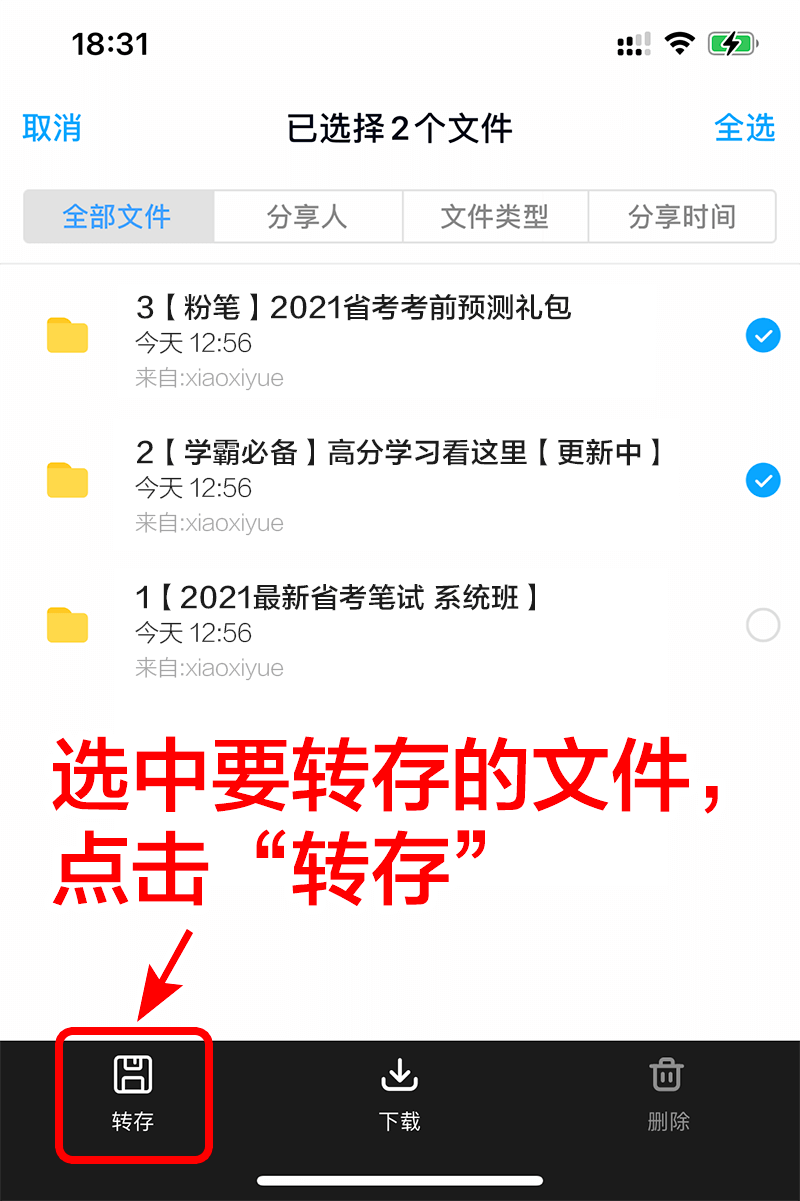 18:31
取消
已选择2个文件
全选
全部文件
分享人
文件类型
分享时间
3【粉笔】2021省考考前预测礼包
今天 12:56
来自:xiaoxiyue
2【学霸必备】高分学习看这里【更新中】
今天 12:56
来自:xiaoxiyue
1【2021最新省考笔试 系统班】
今天 12:56
来自:xiaoxiyue
选中要转存的文件，
点击“转存”
转存
下载
删除